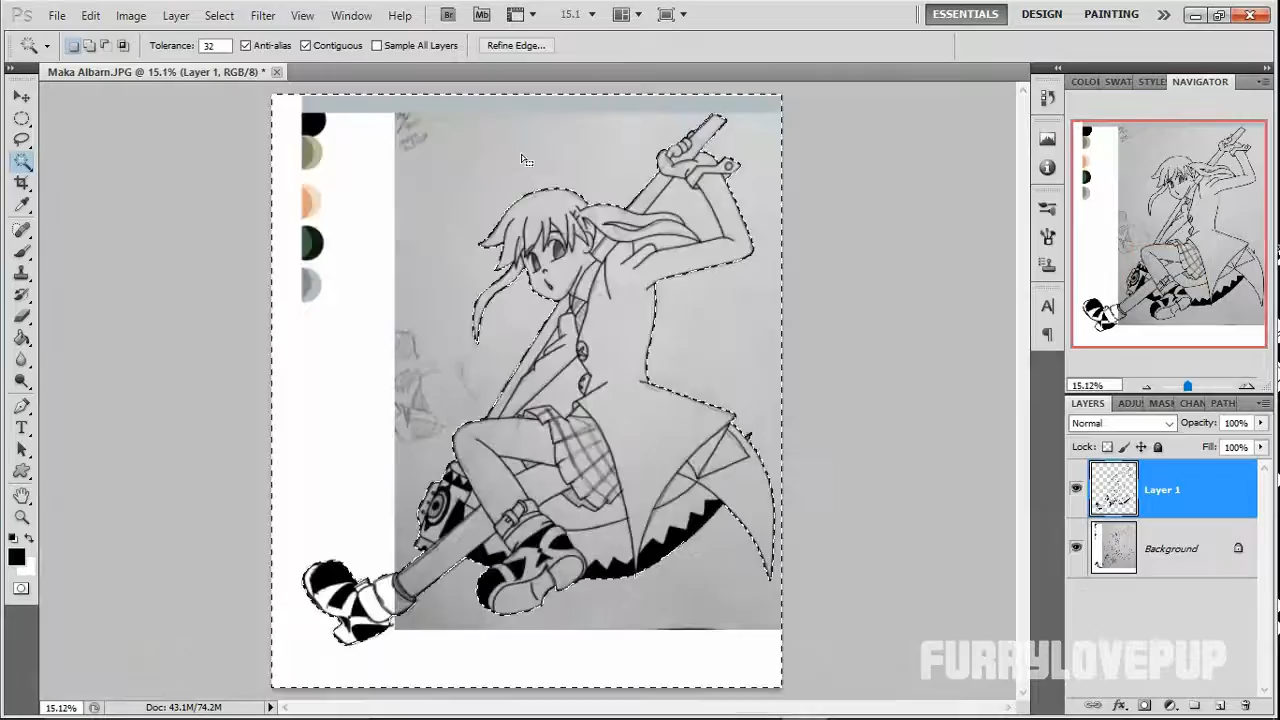 Ps File Edit Image Layer Select Filter View Window Help Br Mb 15.1 ESSENTIALS DESIGN PAINTING
Tolerance: 32 Anti-alias Contiguous Sample All Layers Refine Edge...
Maka Albarn.JPG @ 15.1% (Layer 1, RGB/8) *
COLO SWAT STYLE NAVIGATOR
15.12%
LAYERS ADJU MASK CHAN PATH
Normal Opacity: 100%
Lock: Fill: 100%
Layer 1
Background
FURRYLOVEPUP
15.12% Doc: 43.1M/74.2M